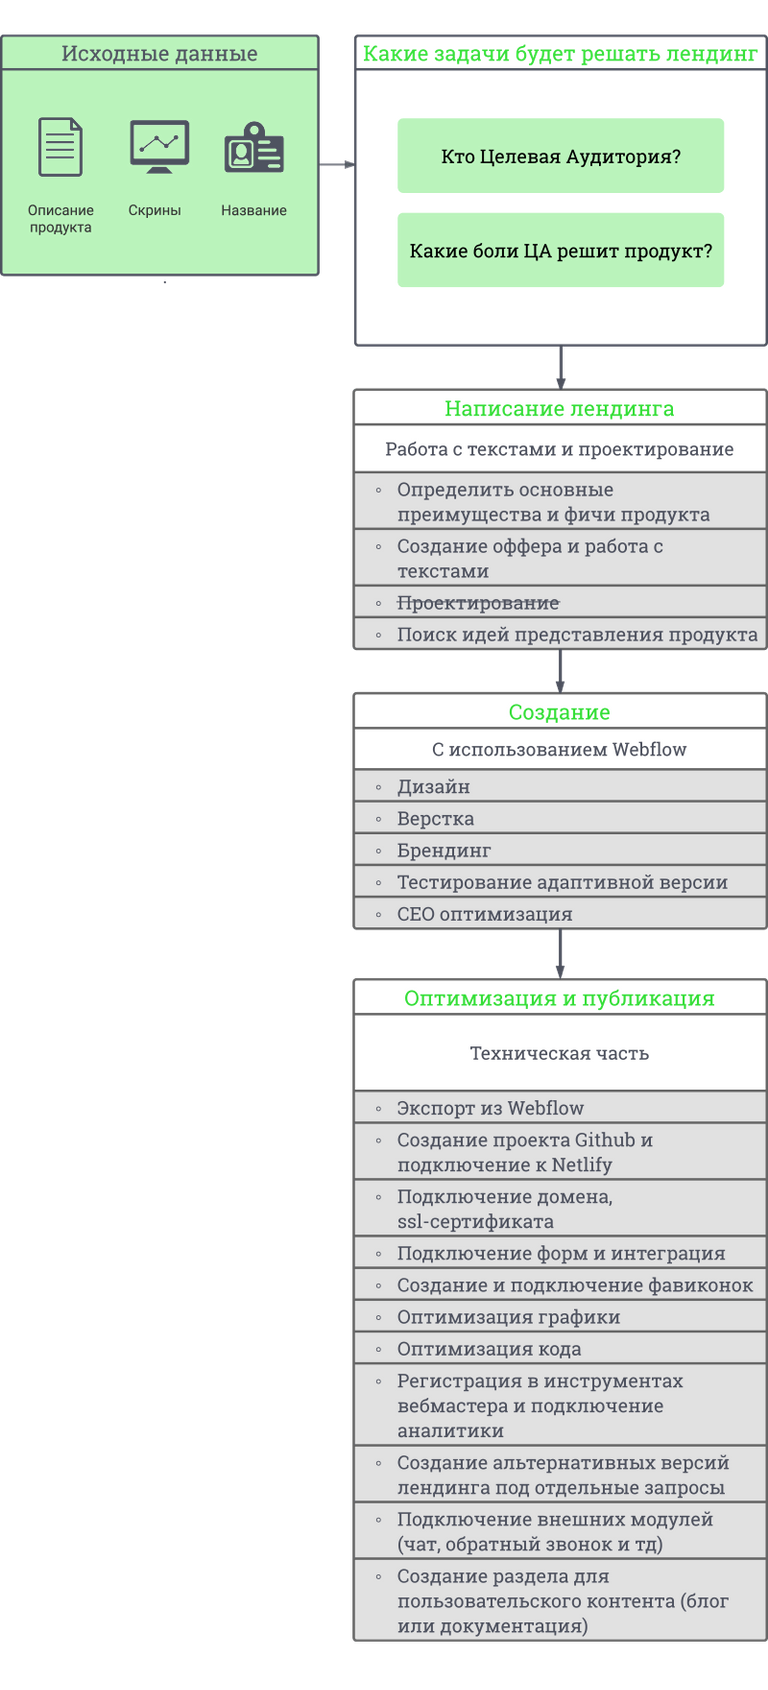 Исходные данные
Описание
продукта
Скрины
Название
Какие задачи будет решать лендинг
Кто Целевая Аудитория?
Какие боли ЦА решит продукт?
Написание лендинга
Работа с текстами и проектирование
◦ Определить основные
преимущества и фичи продукта
◦ Создание оффера и работа с
текстами
◦ Проектирование
◦ Поиск идей представления продукта
Создание
С использованием Webflow
◦ Дизайн
◦ Верстка
◦ Брендинг
◦ Тестирование адаптивной версии
◦ СЕО оптимизация
Оптимизация и публикация
Техническая часть
◦ Экспорт из Webflow
◦ Создание проекта Github и
подключение к Netlify
◦ Подключение домена,
ssl-сертификата
◦ Подключение форм и интеграция
◦ Создание и подключение фавиконок
◦ Оптимизация графики
◦ Оптимизация кода
◦ Регистрация в инструментах
вебмастера и подключение
аналитики
◦ Создание альтернативных версий
лендинга под отдельные запросы
◦ Подключение внешних модулей
(чат, обратный звонок и тд)
◦ Создание раздела для
пользовательского контента (блог
или документация)